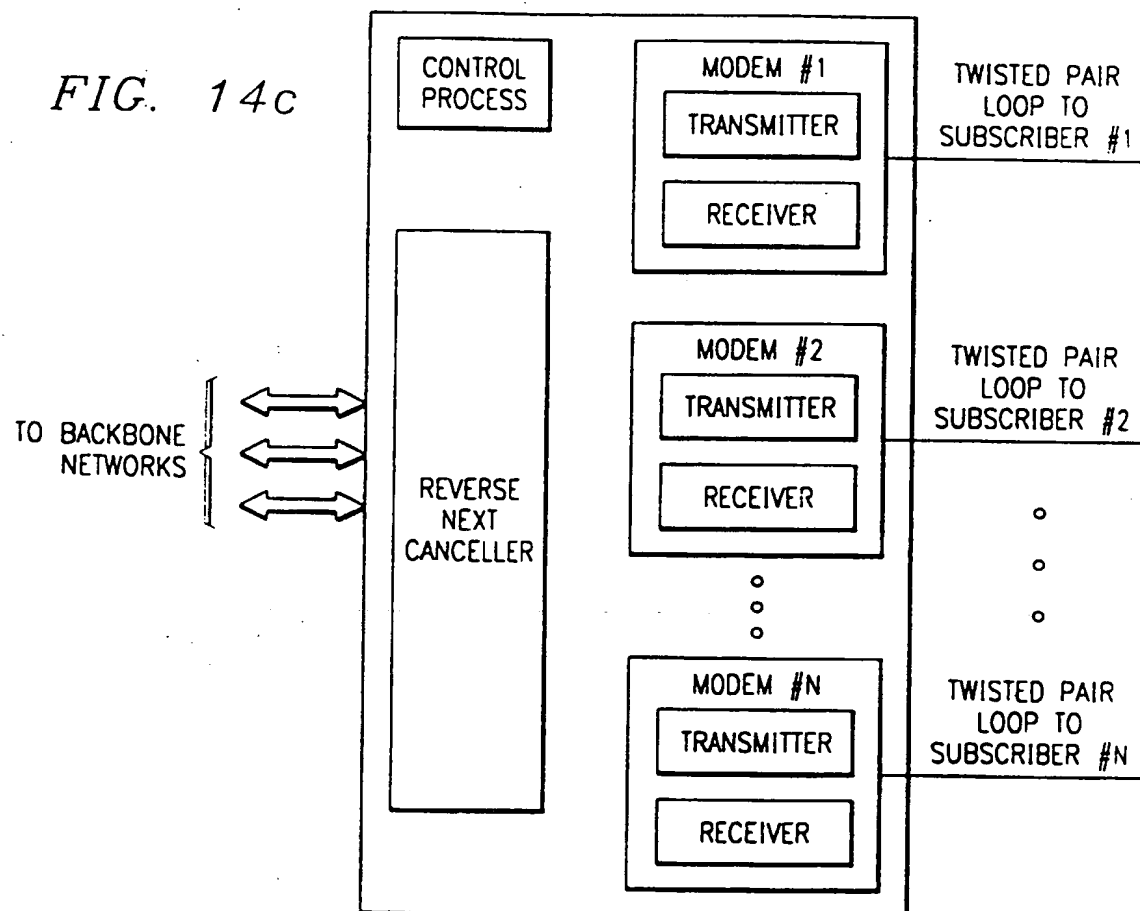 FIG. 14c
CONTROL
PROCESS
REVERSE
NEXT
CANCELLER
TO BACKBONE
NETWORKS
MODEM #1
TRANSMITTER
RECEIVER
TWISTED PAIR
LOOP TO
SUBSCRIBER #1
MODEM #2
TRANSMITTER
RECEIVER
TWISTED PAIR
LOOP TO
SUBSCRIBER #2
MODEM #N
TRANSMITTER
RECEIVER
TWISTED PAIR
LOOP TO
SUBSCRIBER #N